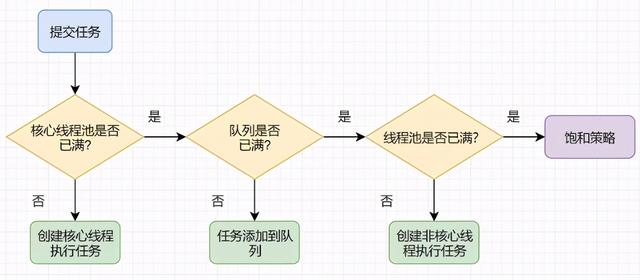 提交任务
核心线程池是否
已满?
是
队列是否
已满?
是
线程池是否已满?
是
饱和策略
否
否
否
创建核心线程
执行任务
任务添加到队
列
创建非核心线
程执行任务